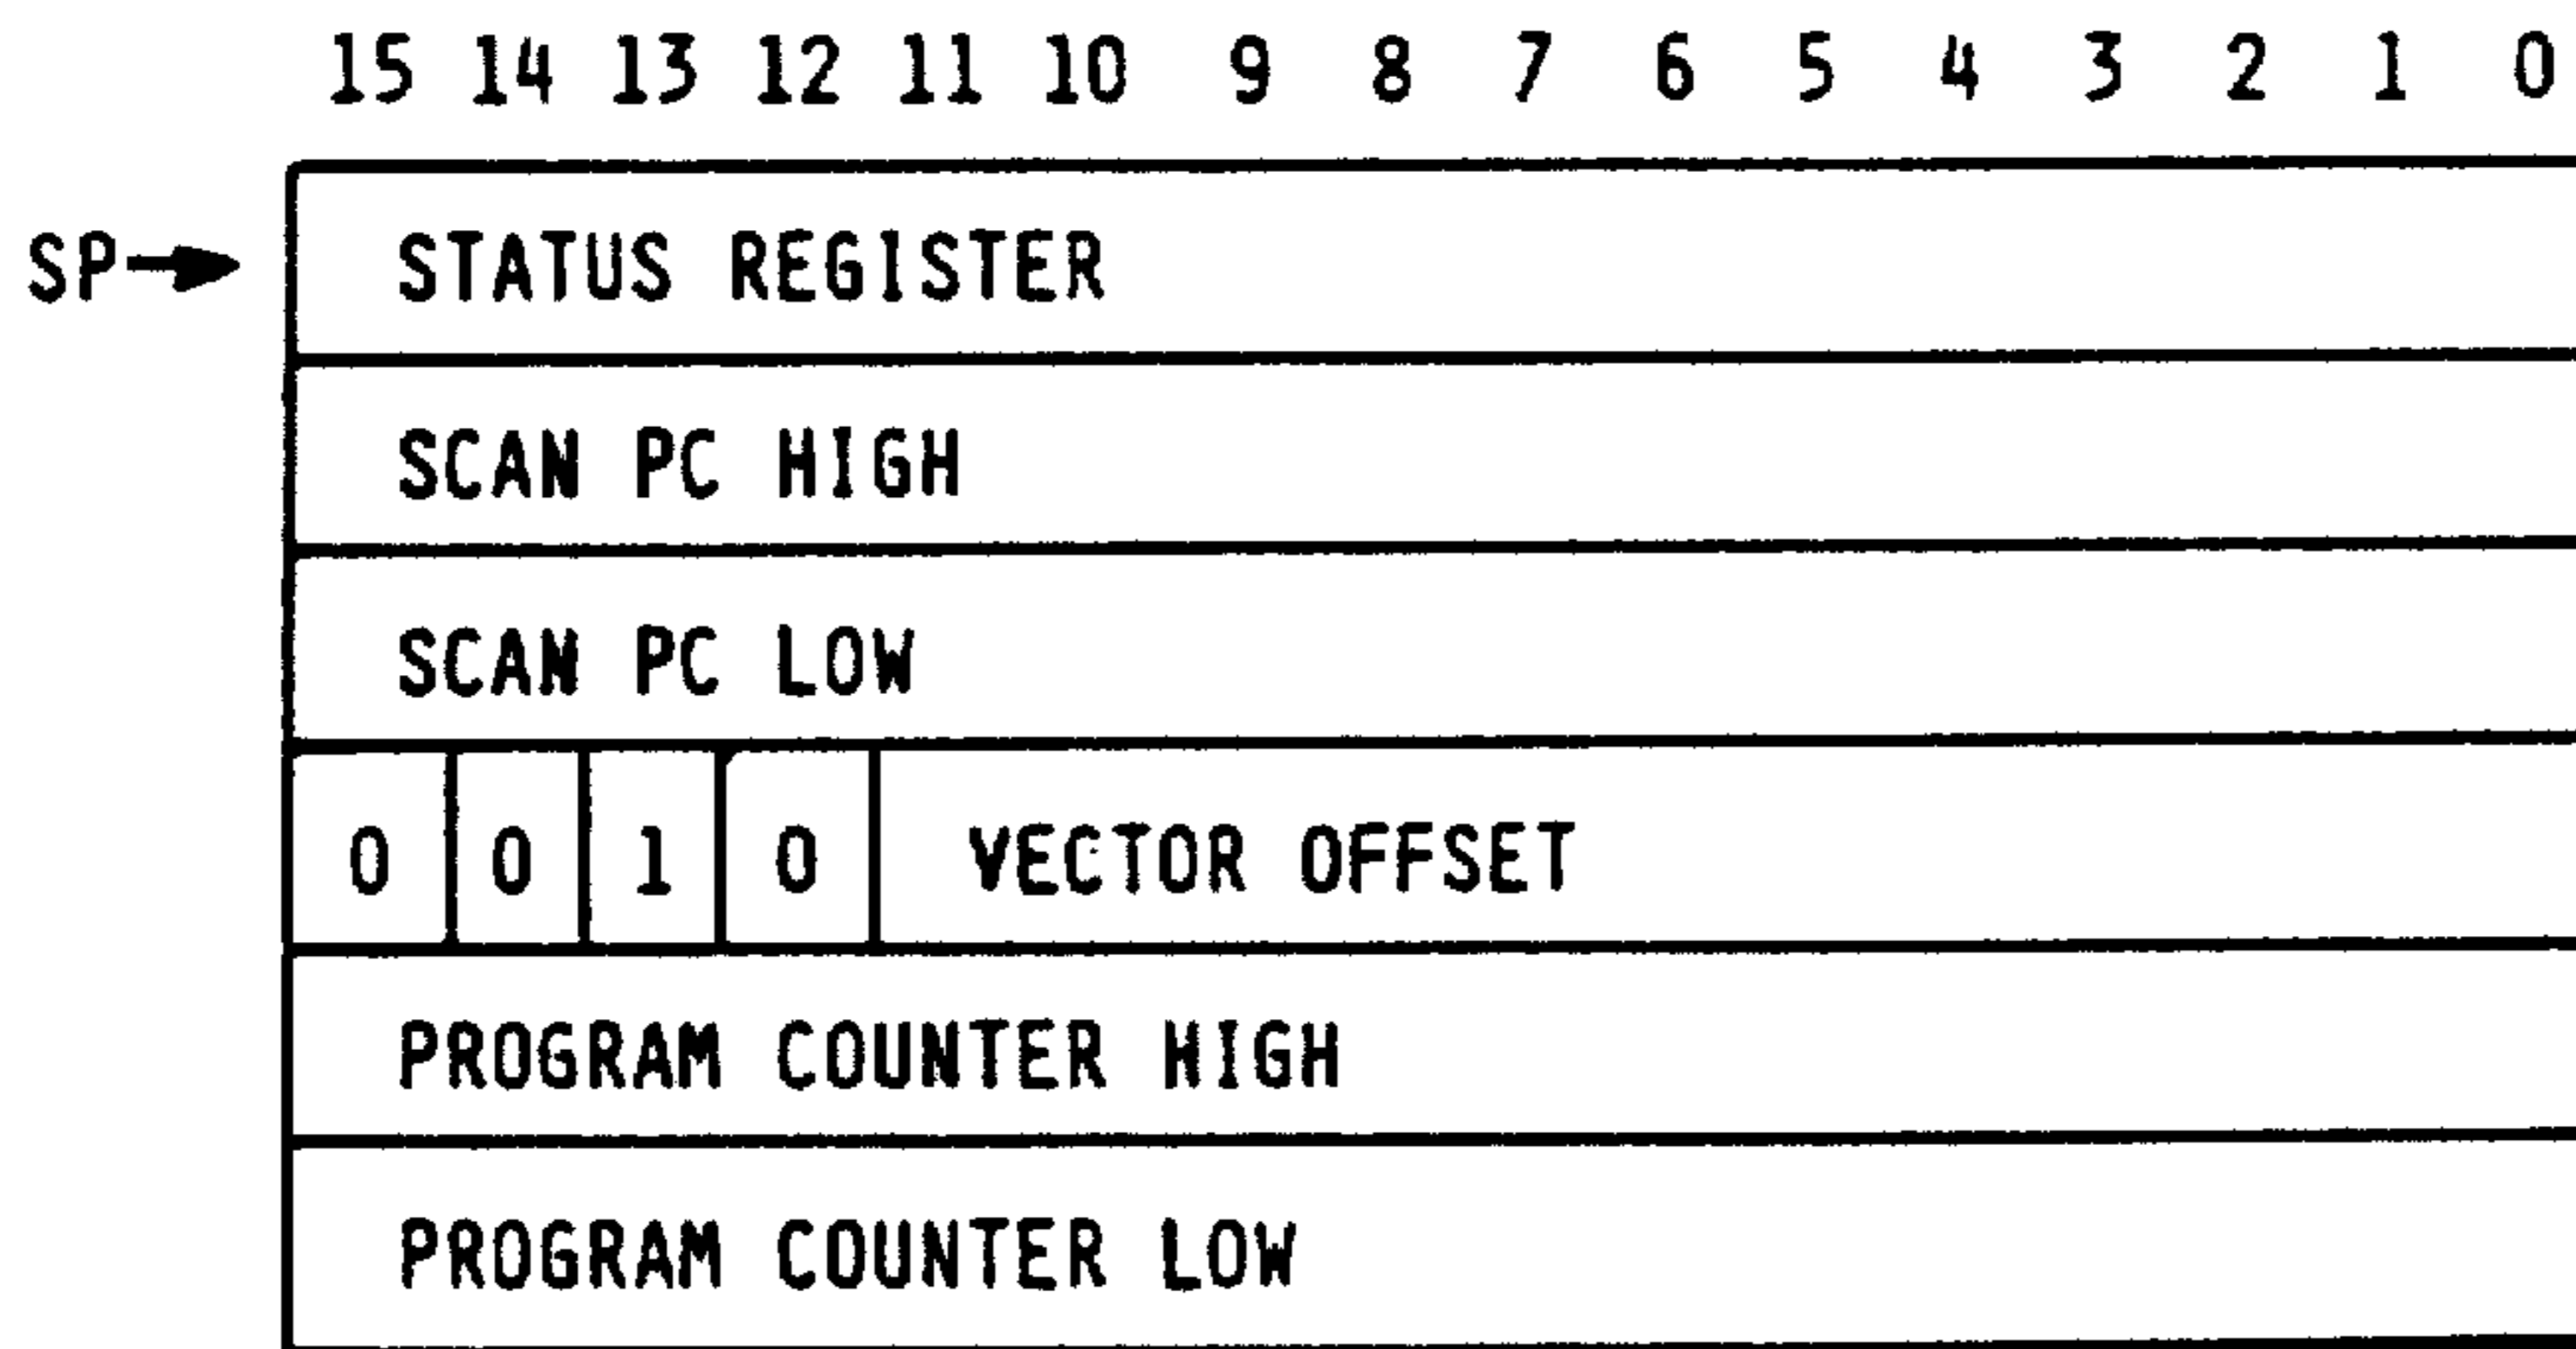 15 14 13 12 11 10 9 8 7 6 5 4 3 2 1 0
SP STATUS REGISTER
SCAN PC HIGH
SCAN PC LOW
0 0 1 0 VECTOR OFFSET
PROGRAM COUNTER HIGH
PROGRAM COUNTER LOW